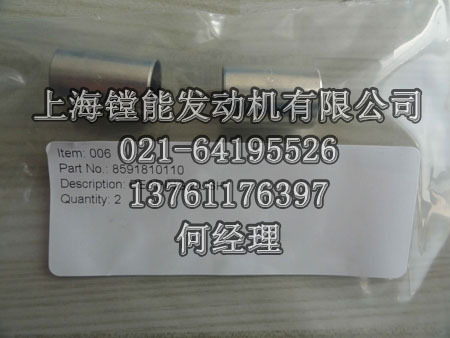 上海镗能发动机有限公司
021-64195526
Item: 006
Part No.: 8591810110
Description:
Quantity: 2
13761176397
何经理